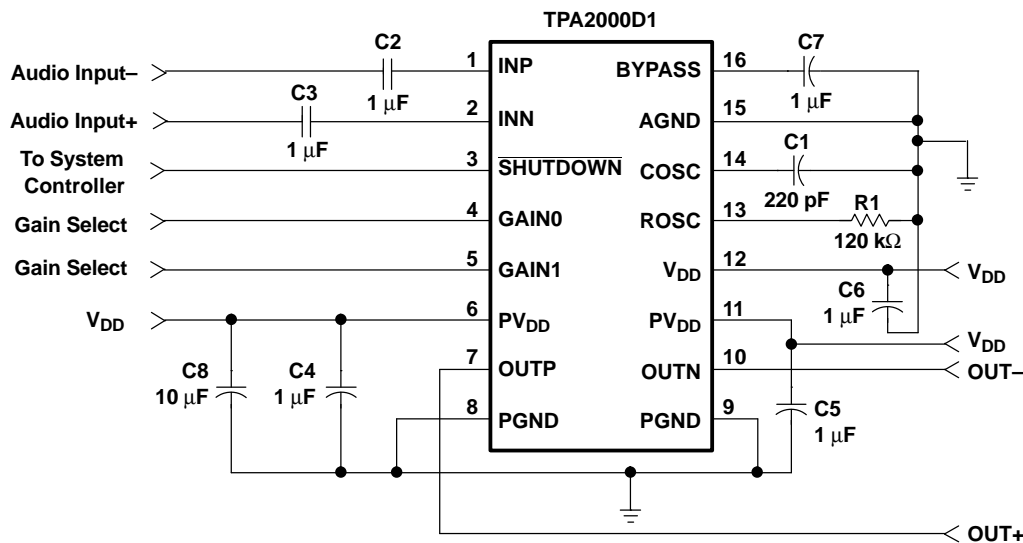 TPA2000D1
C2
1 μF
C3
1 μF
Audio Input–
Audio Input+
To System
Controller
Gain Select
Gain Select
VDD
C8
10 μF
C4
1 μF
1
INP
2
INN
3
SHUTDOWN
4
GAIN0
5
GAIN1
6
PVDD
7
OUTP
8
PGND
BYPASS
16
AGND
15
COSC
14
ROSC
13
VDD
12
PVDD
11
OUTN
10
PGND
9
C7
1 μF
C1
220 pF
R1
120 kΩ
C6
1 μF
VDD
VDD
OUT–
C5
1 μF
OUT+